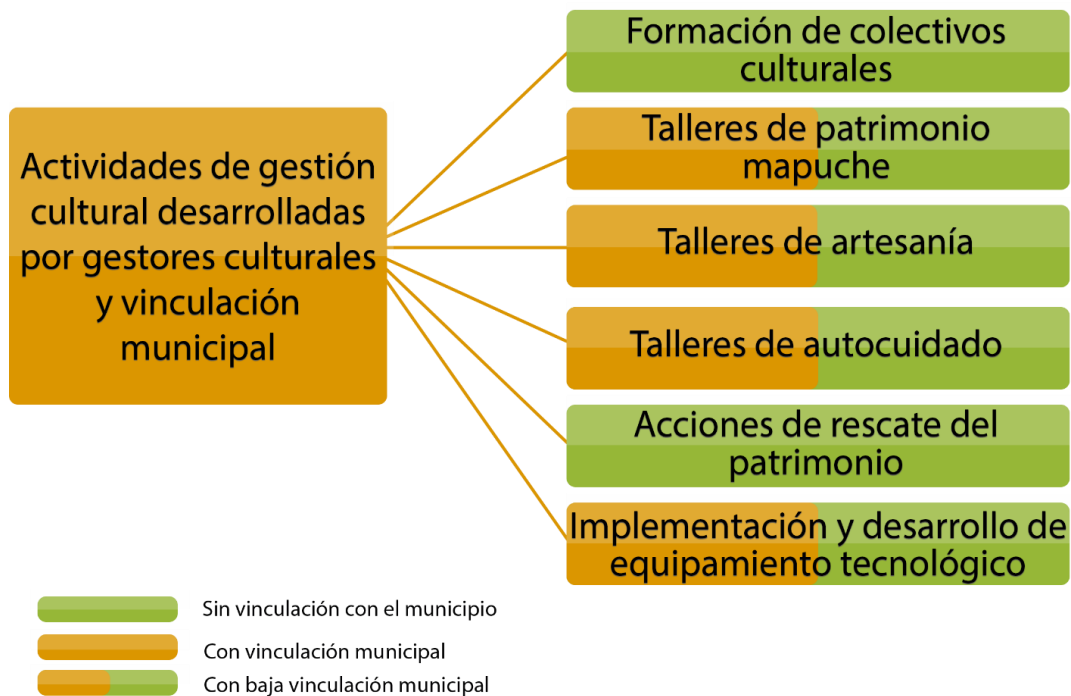 Actividades de gestión
cultural desarrolladas
por gestores culturales
y vinculación
municipal
Formación de colectivos
culturales
Talleres de patrimonio
mapuche
Talleres de artesanía
Talleres de autocuidado
Acciones de rescate del
patrimonio
Implementación y desarrollo de
equipamiento tecnológico
Sin vinculación con el municipio
Con vinculación municipal
Con baja vinculación municipal